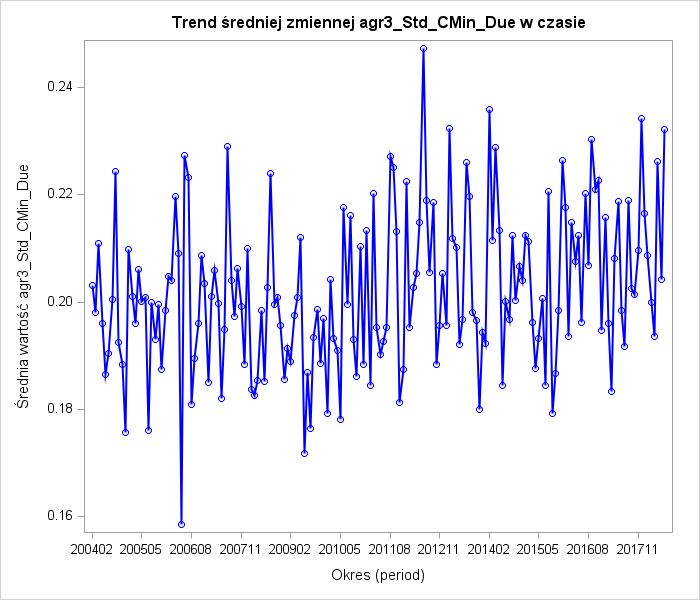 Trend średniej zmiennej agr3_Std_CMin_Due w czasie
Średnia wartość agr3_Std_CMin_Due
0.24
0.22
0.20
0.18
0.16
200402 200505 200608 200711 200902 201005 201108 201211 201402 201505 201608 201711
Okres (period)